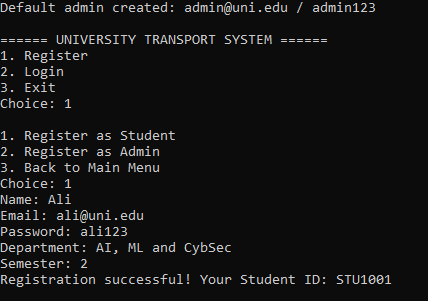 Default admin created: admin@uni.edu / admin123
====== UNIVERSITY TRANSPORT SYSTEM ======
1. Register
2. Login
3. Exit
Choice: 1
1. Register as Student
2. Register as Admin
3. Back to Main Menu
Choice: 1
Name: Ali
Email: ali@uni.edu
Password: ali123
Department: AI, ML and CybSec
Semester: 2
Registration successful! Your Student ID: STU1001